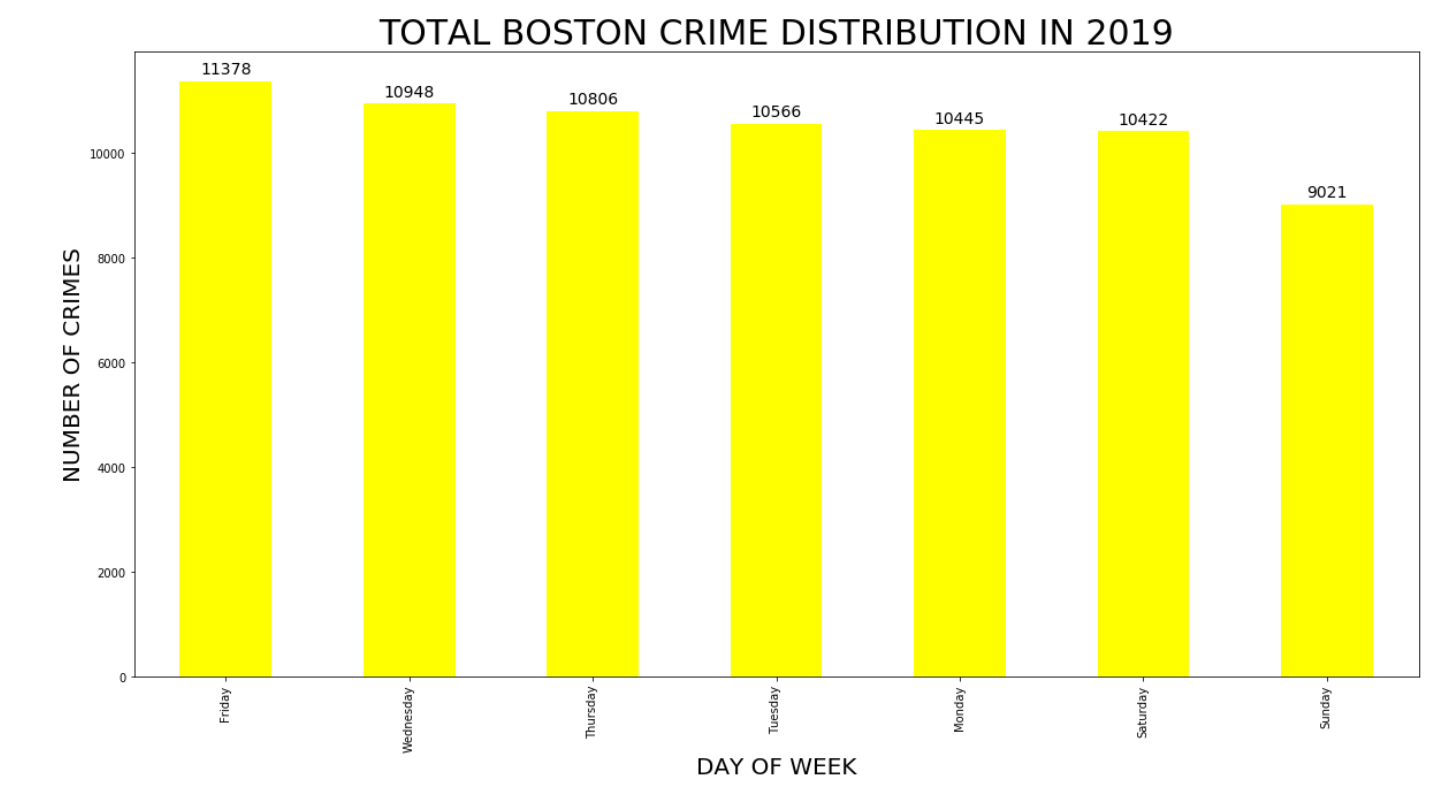 TOTAL BOSTON CRIME DISTRIBUTION IN 2019
11378
10948
10806
10566
10445
10422
9021
10000
8000
6000
4000
2000
0
NUMBER OF CRIMES
Friday
Wednesday
Thursday
Tuesday
Monday
Saturday
Sunday
DAY OF WEEK